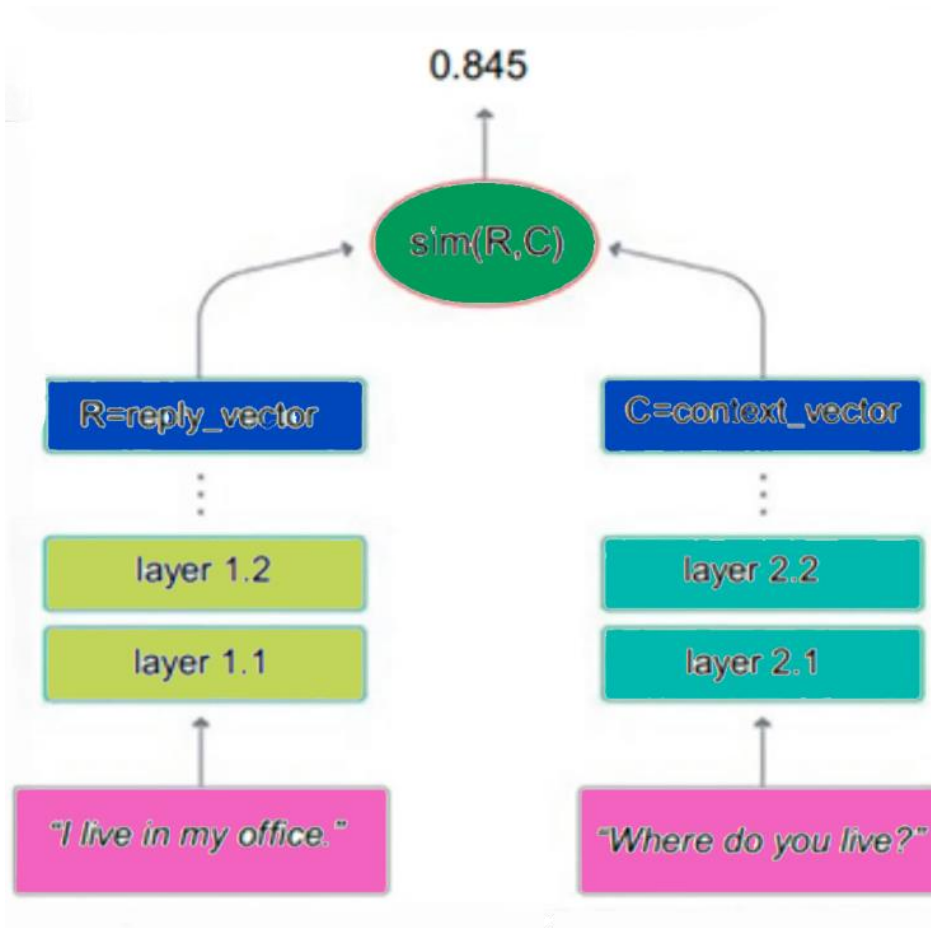 0.845
sim(R,C)
R=reply_vector
C=context_vector
layer 1.2
layer 2.2
layer 1.1
layer 2.1
“I live in my office.”
“Where do you live?”